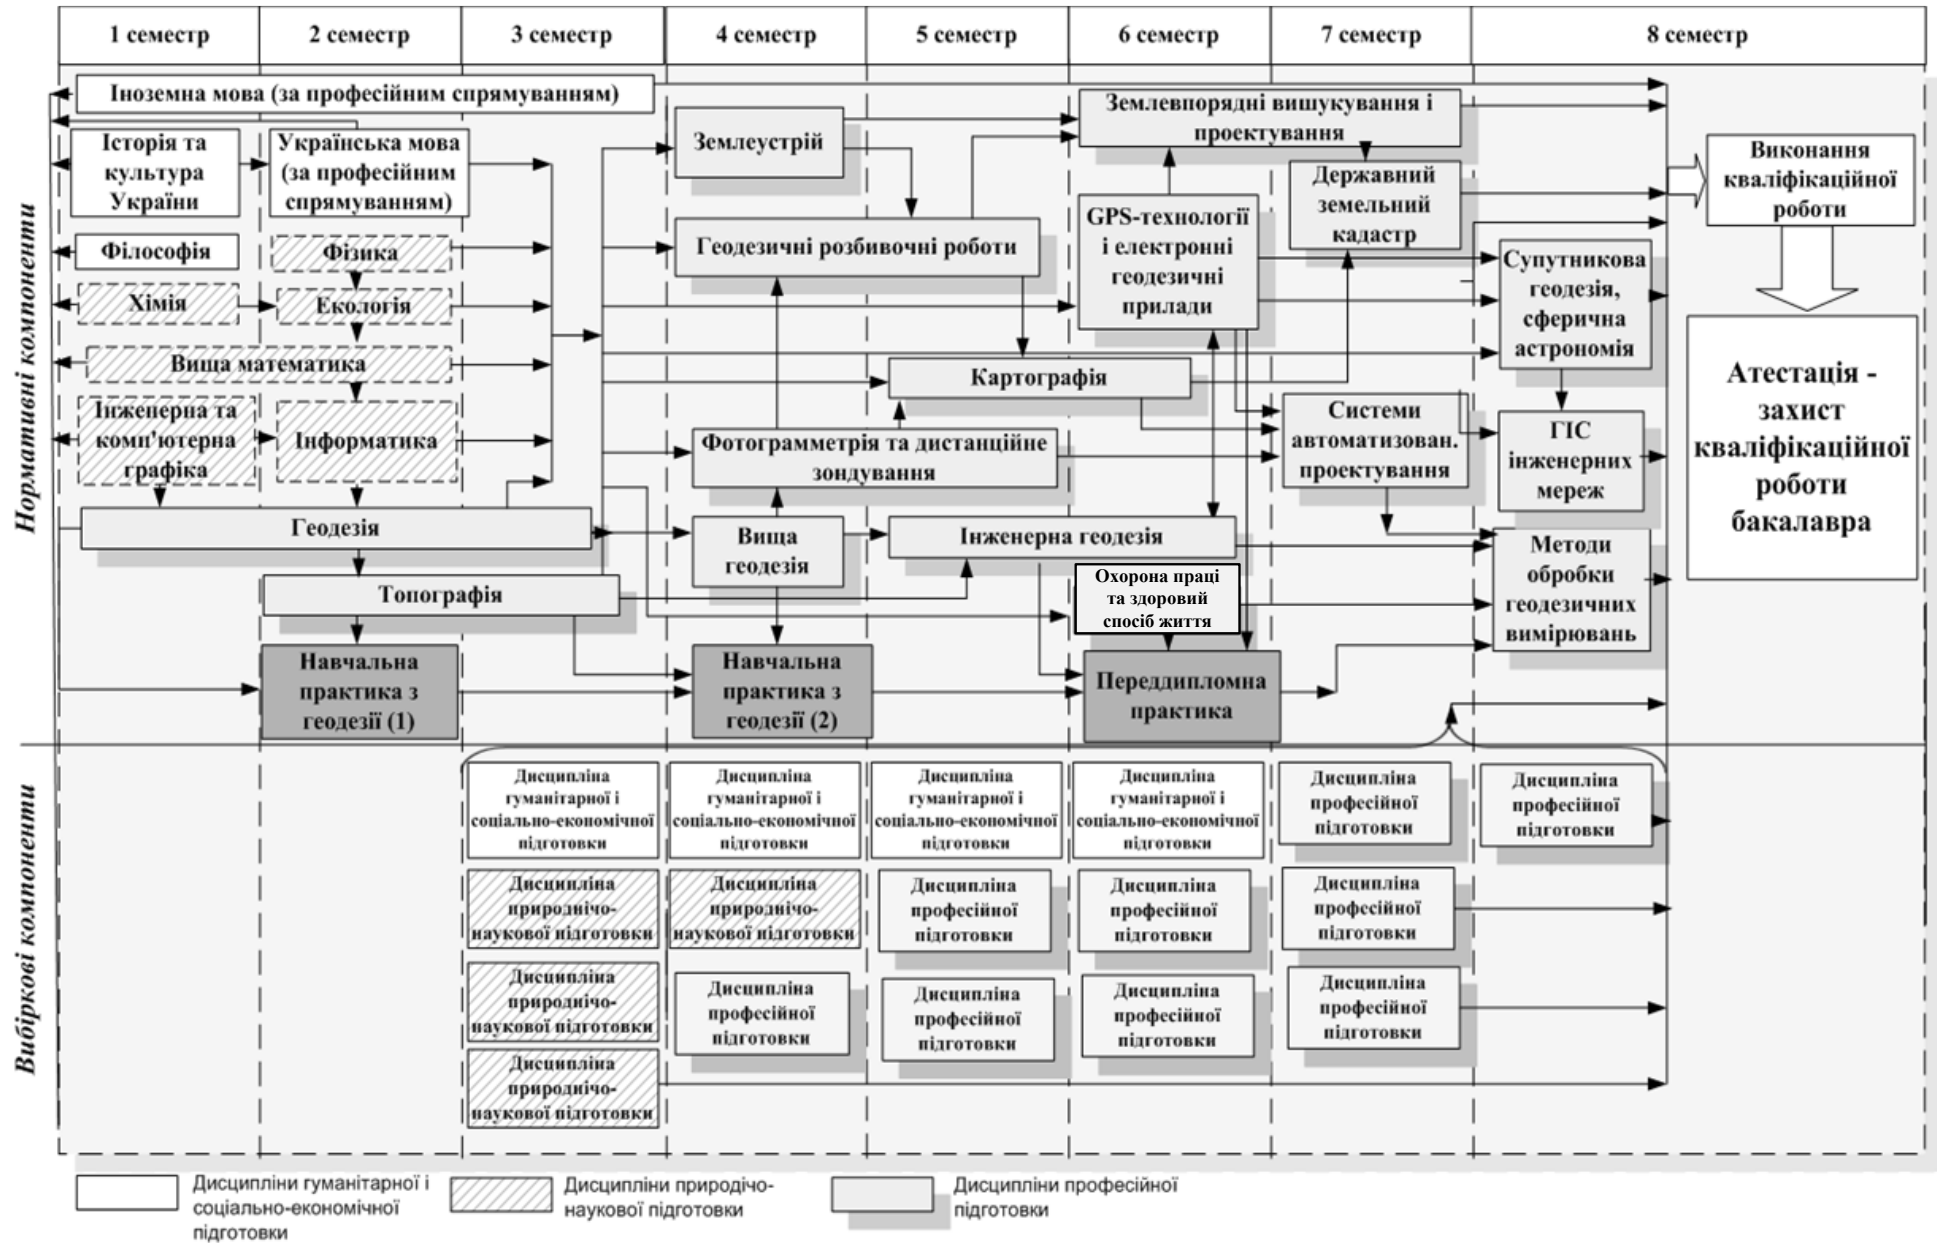 1 семестр
2 семестр
3 семестр
4 семестр
5 семестр
6 семестр
7 семестр
8 семестр
Нормативні компоненти
Іноземна мова (за професійним спрямуванням)
Історія та
культура
України
Українська мова
(за професійним
спрямуванням)
Філософія
Фізика
Хімія
Екологія
Вища математика
Інженерна та
комп'ютерна
графіка
Інформатика
Геодезія
Топографія
Навчальна
практика з
геодезії (1)
Землеустрій
Геодезичні розбивочні роботи
Картографія
Фотограмметрія та дистанційне
зондування
Вища
геодезія
Інженерна геодезія
Навчальна
практика з
геодезії (2)
Землевпорядні вишукування і
проектування
GPS-технології
і електронні
геодезичні
прилади
Охорона праці
та здоровий
спосіб життя
Переддипломна
практика
Державний
земельний
кадастр
Системи
автоматизован.
проектування
Супутникова
геодезія,
сферична
астрономія
ГІС
інженерних
мереж
Методи
обробки
геодезичних
вимірювань
Виконання
кваліфікаційної
роботи
Атестація -
захист
кваліфікаційної
роботи
бакалавра
Вибіркові компоненти
Дисципліна
гуманітарної і
соціально-економічної
підготовки
Дисципліна
гуманітарної і
соціально-економічної
підготовки
Дисципліна
гуманітарної і
соціально-економічної
підготовки
Дисципліна
гуманітарної і
соціально-економічної
підготовки
Дисципліна
професійної
підготовки
Дисципліна
професійної
підготовки
Дисципліна
природнічо-
наукової підготовки
Дисципліна
природнічо-
наукової підготовки
Дисципліна
професійної
підготовки
Дисципліна
професійної
підготовки
Дисципліна
професійної
підготовки
Дисципліна
природнічо-
наукової підготовки
Дисципліна
професійної
підготовки
Дисципліна
професійної
підготовки
Дисципліна
професійної
підготовки
Дисципліна
професійної
підготовки
Дисципліна
природнічо-
наукової підготовки
Дисципліни гуманітарної і
соціально-економічної
підготовки
Дисципліни природічо-
наукової підготовки
Дисципліни професійної
підготовки